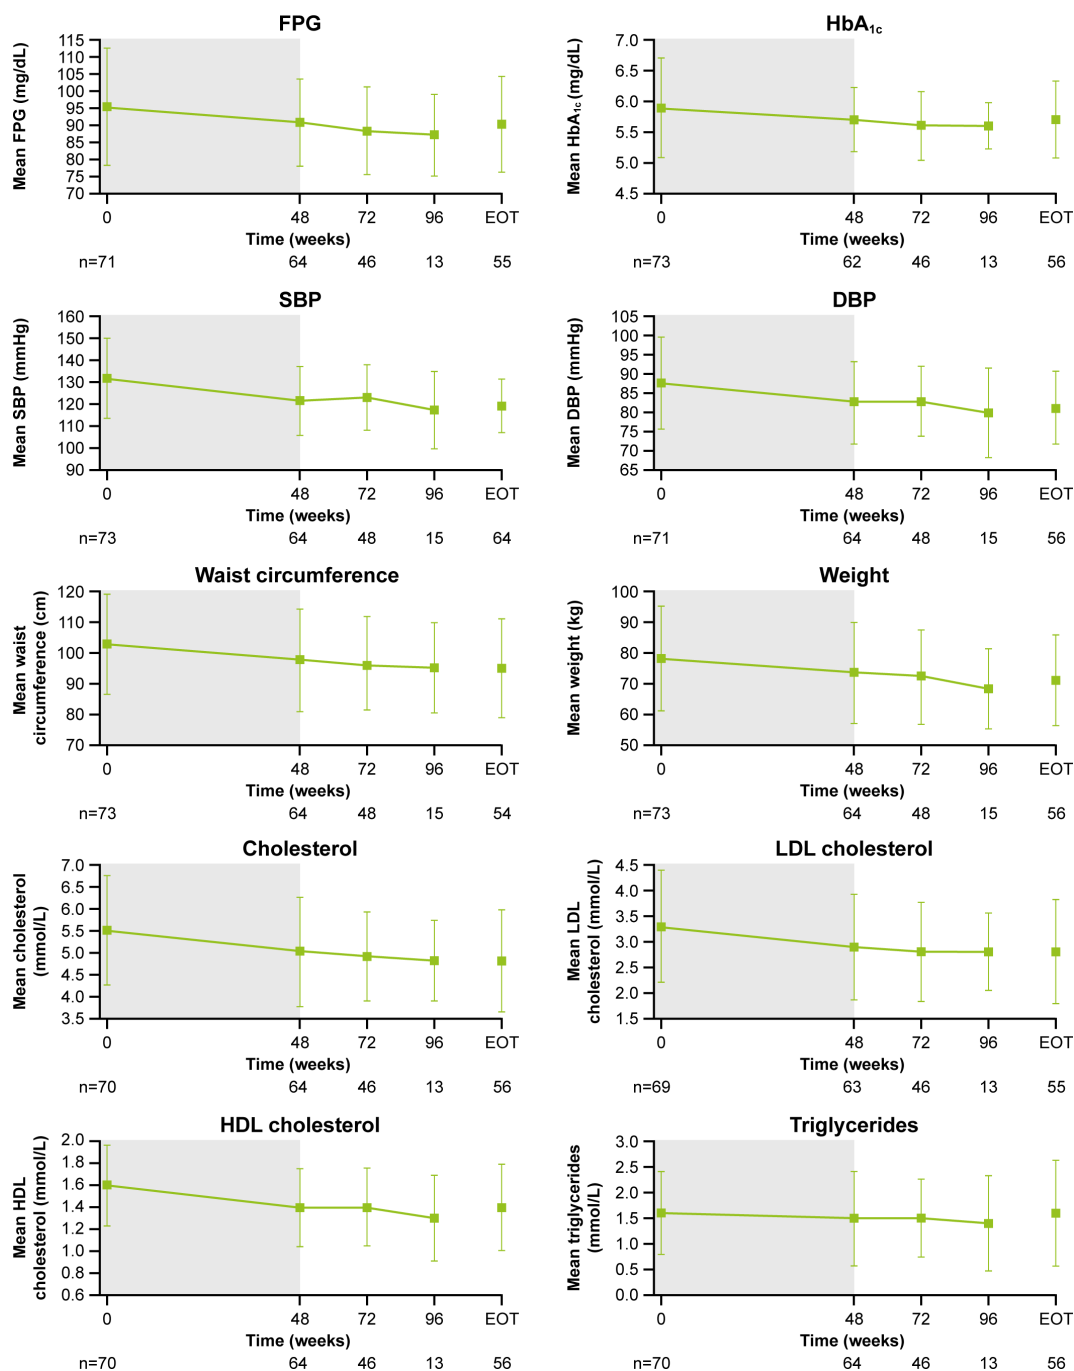 FPG
Mean FPG (mg/dL)
115
110
105
100
95
90
85
80
75
70
0 48 72 96 EOT
Time (weeks)
n=71 64 46 13 55
HbA1c
Mean HbA1c (mg/dL)
7.0
6.5
6.0
5.5
5.0
4.5
0 48 72 96 EOT
Time (weeks)
n=73 62 46 13 56
SBP
Mean SBP (mmHg)
160
150
140
130
120
110
100
90
0 48 72 96 EOT
Time (weeks)
n=73 64 48 15 64
DBP
Mean DBP (mmHg)
105
100
95
90
85
80
75
70
65
0 48 72 96 EOT
Time (weeks)
n=71 64 48 15 56
Waist circumference
Mean waist
circumference (cm)
120
110
100
90
80
70
0 48 72 96 EOT
Time (weeks)
n=73 64 48 15 54
Weight
Mean weight (kg)
100
90
80
70
60
50
0 48 72 96 EOT
Time (weeks)
n=73 64 48 15 56
Cholesterol
Mean cholesterol
(mmol/L)
7.0
6.5
6.0
5.5
5.0
4.5
4.0
3.5
0 48 72 96 EOT
Time (weeks)
n=70 64 46 13 56
LDL cholesterol
Mean LDL
cholesterol (mmol/L)
4.5
4.0
3.5
3.0
2.5
2.0
1.5
0 48 72 96 EOT
Time (weeks)
n=69 63 46 13 55
HDL cholesterol
Mean HDL
cholesterol (mmol/L)
2.0
1.8
1.6
1.4
1.2
1.0
0.8
0.6
0 48 72 96 EOT
Time (weeks)
n=70 64 46 13 56
Triglycerides
Mean triglycerides
(mmol/L)
3.0
2.5
2.0
1.5
1.0
0.5
0.0
0 48 72 96 EOT
Time (weeks)
n=70 64 46 13 56